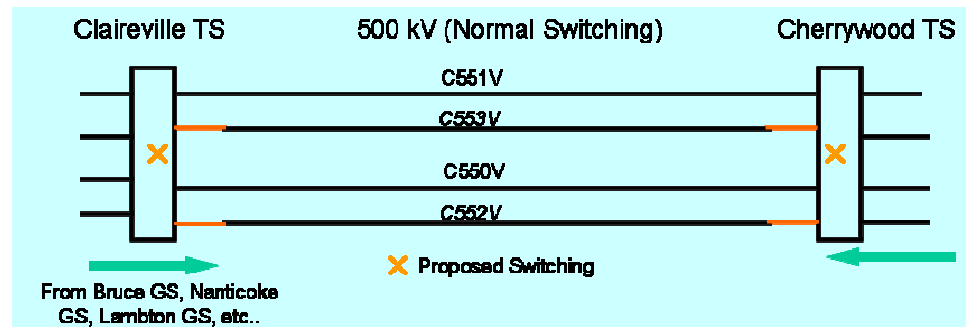 Claireville TS
500 kV (Normal Switching)
Cherrywood TS
C551V
C553V
C550V
C552V
Proposed Switching
From Bruce GS, Nanticoke
GS, Lambton GS, etc..